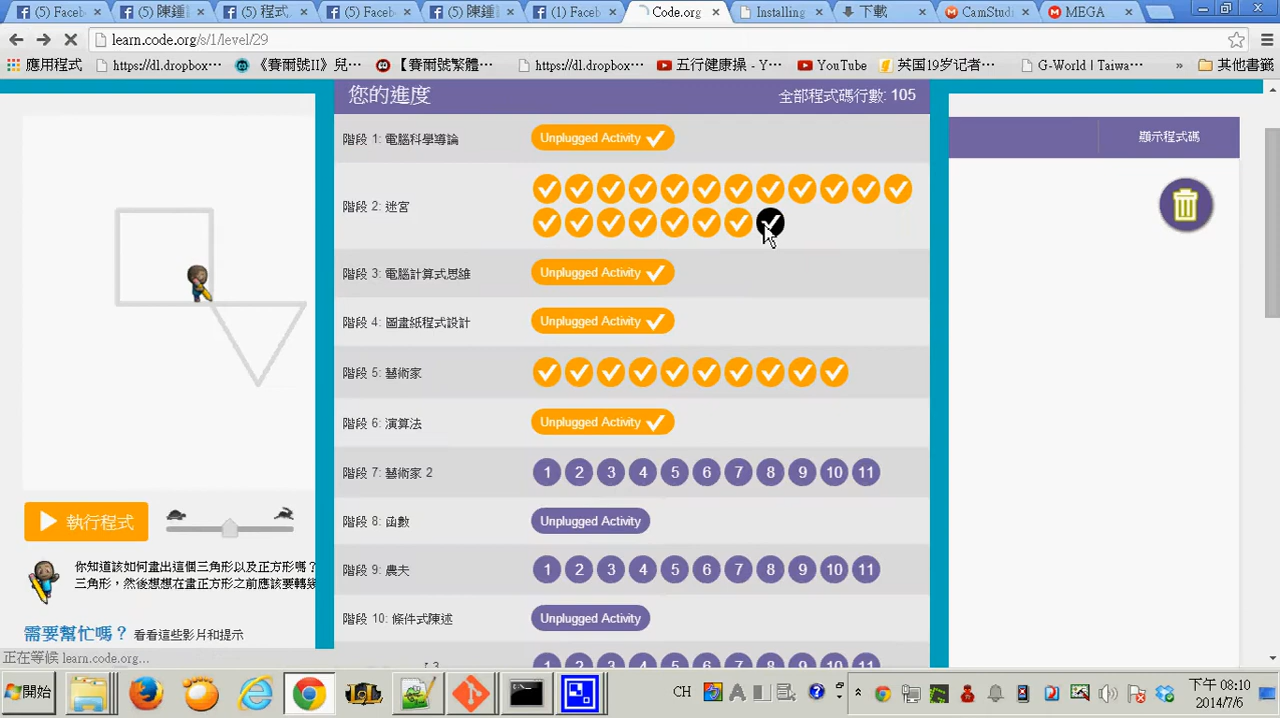 (5) Faceb
(5) 陳鍾
(5) 程式
(5) Faceb
(5) 陳鍾
(1) Faceb
Code.org
Installing
下載
CamStudi
MEGA
learn.code.org/s/1/level/29
應用程式
https://dl.dropbox…
《賽爾號II》兒…
【賽爾號繁體…
https://dl.dropbox…
五行健康操 - Y…
YouTube
英国19岁记者…
G-World | Taiwa…
»
其他書籤
您的進度
全部程式碼行數: 105
顯示程式碼
階段 1: 電腦科學導論
Unplugged Activity
階段 2: 迷宮
階段 3: 電腦計算式思維
Unplugged Activity
階段 4: 圖畫紙程式設計
Unplugged Activity
階段 5: 藝術家
階段 6: 演算法
Unplugged Activity
階段 7: 藝術家 2
1 2 3 4 5 6 7 8 9 10 11
階段 8: 函數
Unplugged Activity
階段 9: 農夫
1 2 3 4 5 6 7 8 9 10 11
階段 10: 條件式陳述
Unplugged Activity
1 2 3 4 5 6 7 8 9 10 11
執行程式
你知道該如何畫出這個三角形以及正方形嗎？
三角形，然後想想在畫正方形之前應該要轉幾
需要幫忙嗎？ 看看這些影片和提示
正在等候 learn.code.org...
開始
CH
下午 08:10
2014/7/6